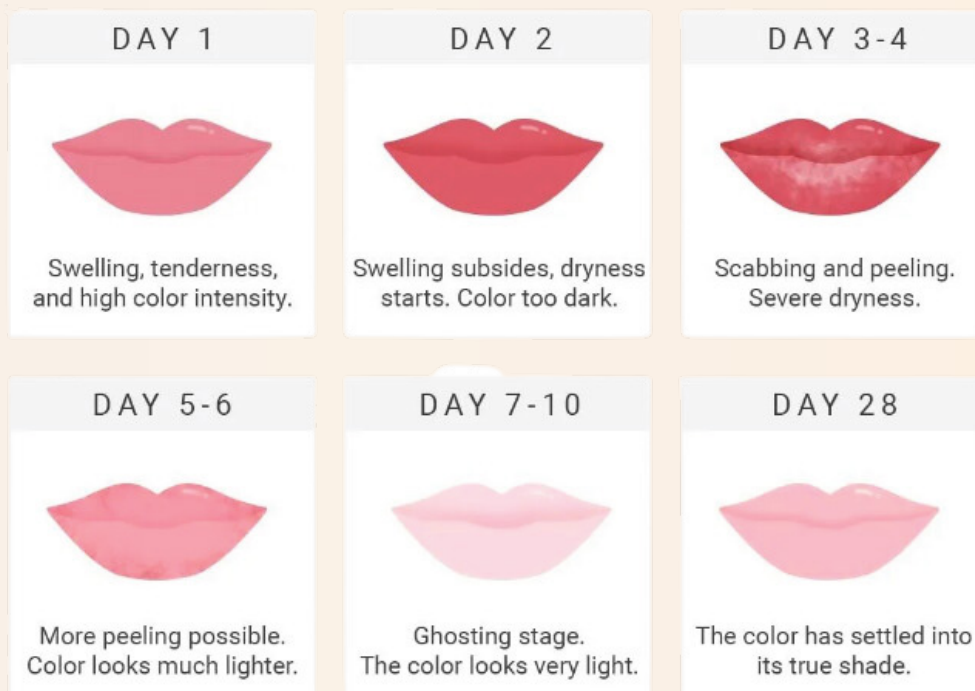 DAY 1
Swelling, tenderness,
and high color intensity.
DAY 2
Swelling subsides, dryness
starts. Color too dark.
DAY 3-4
Scabbing and peeling.
Severe dryness.
DAY 5-6
More peeling possible.
Color looks much lighter.
DAY 7-10
Ghosting stage.
The color looks very light.
DAY 28
The color has settled into
its true shade.